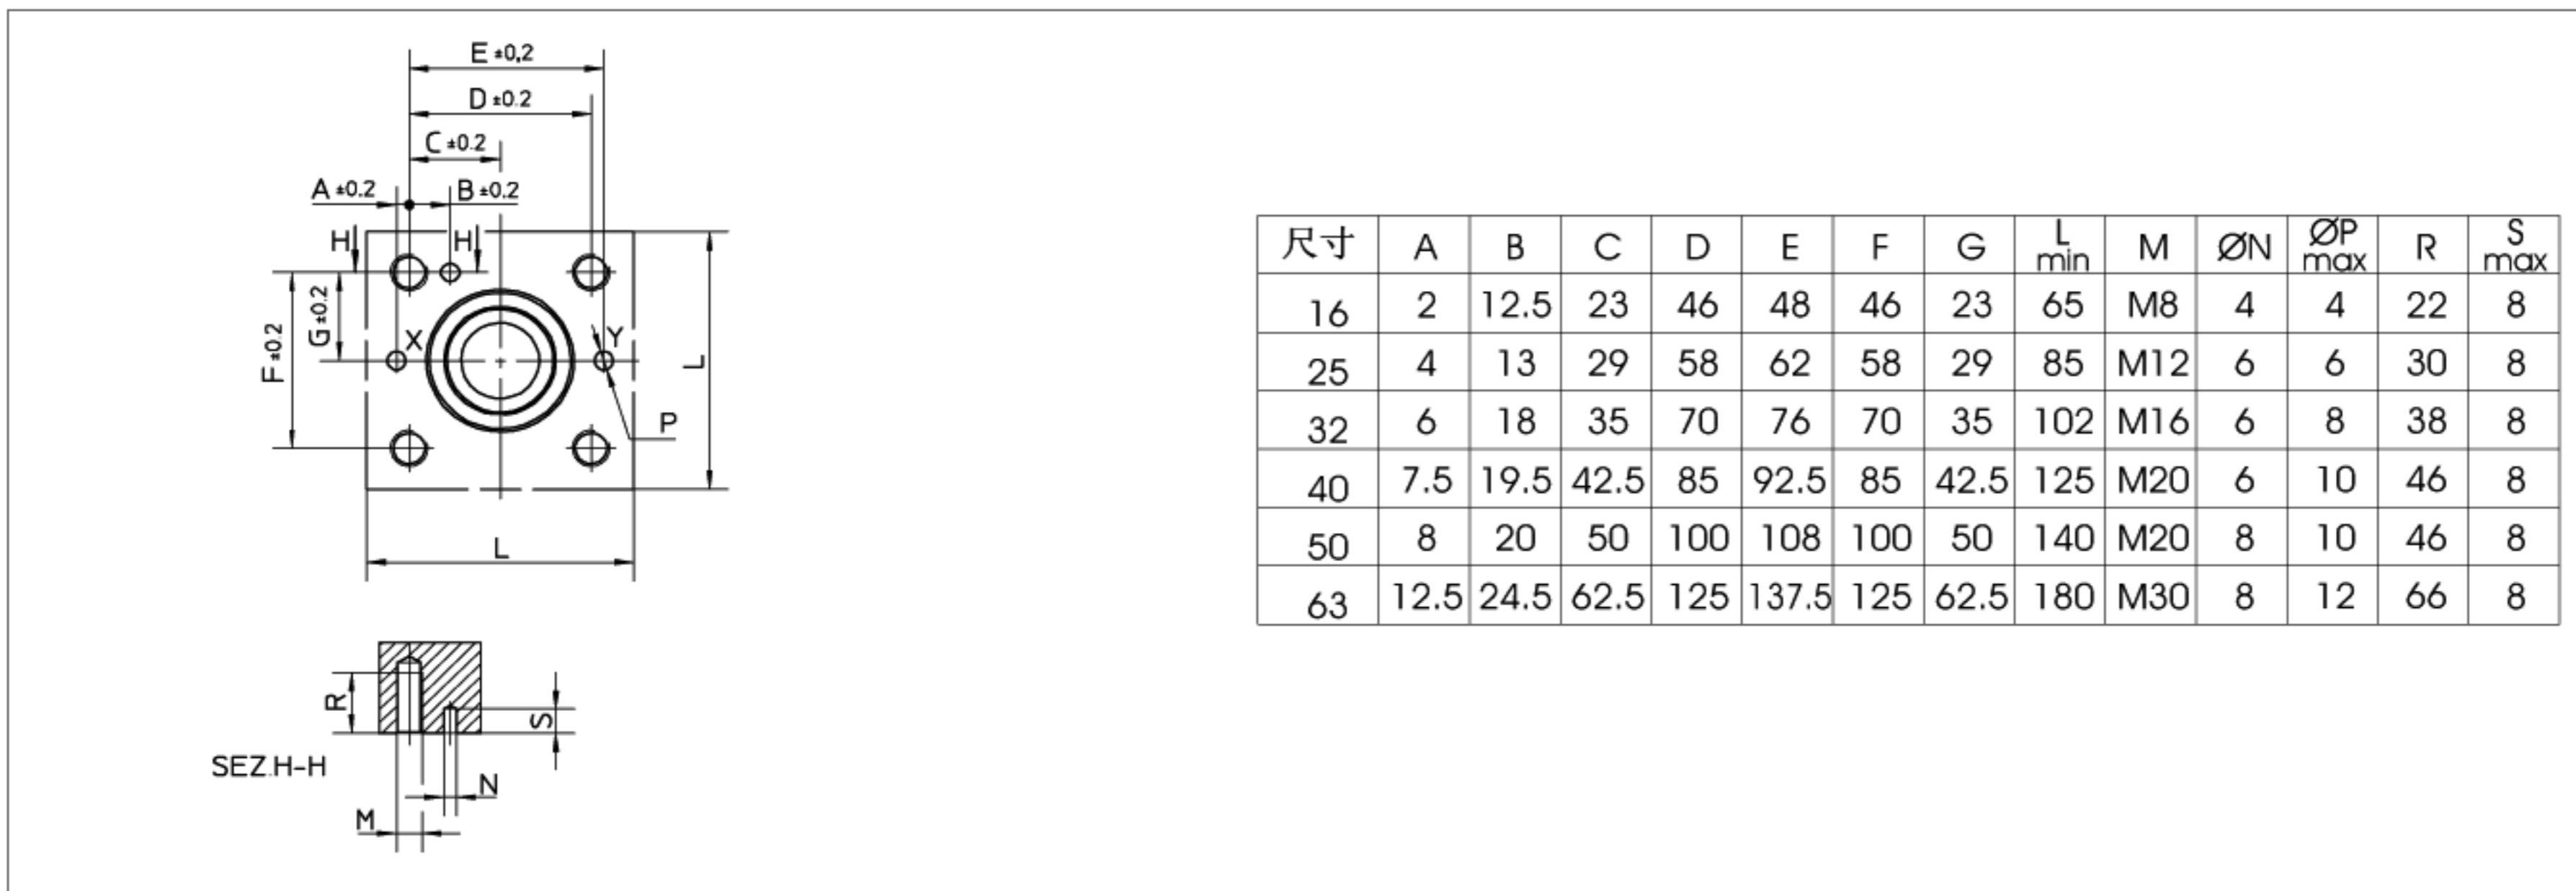 E ±0,2
D ±0.2
C ±0.2
A ±0.2 B ±0.2
H H
G ±0.2
F ±0.2
X Y
L
P
L
R
S
SEZ.H-H
N
M
尺寸 A B C D E F G L min M ØN ØP max R S max
16 2 12.5 23 46 48 46 23 65 M8 4 4 22 8
25 4 13 29 58 62 58 29 85 M12 6 6 30 8
32 6 18 35 70 76 70 35 102 M16 6 8 38 8
40 7.5 19.5 42.5 85 92.5 85 42.5 125 M20 6 10 46 8
50 8 20 50 100 108 100 50 140 M20 8 10 46 8
63 12.5 24.5 62.5 125 137.5 125 62.5 180 M30 8 12 66 8